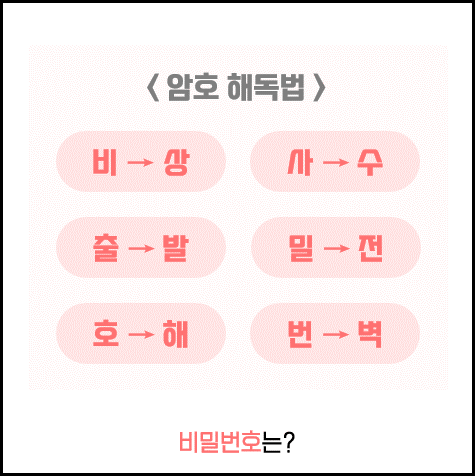 < 암호 해독법 >
비 → 상 사 → 수
출 → 발 밀 → 전
호 → 해 번 → 벽
비밀번호는?